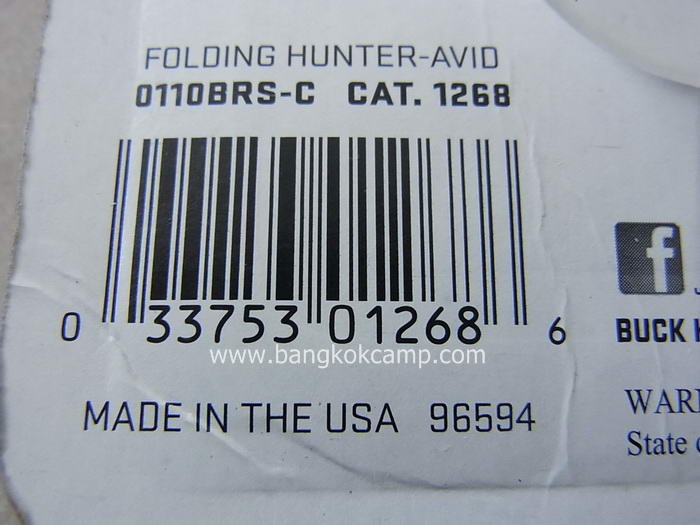 FOLDING HUNTER-AVID
0110BRS-C CAT. 1268
f
0 33753 01268 6
BUCK
www.bangkokcamp.com
MADE IN THE USA 96594
State